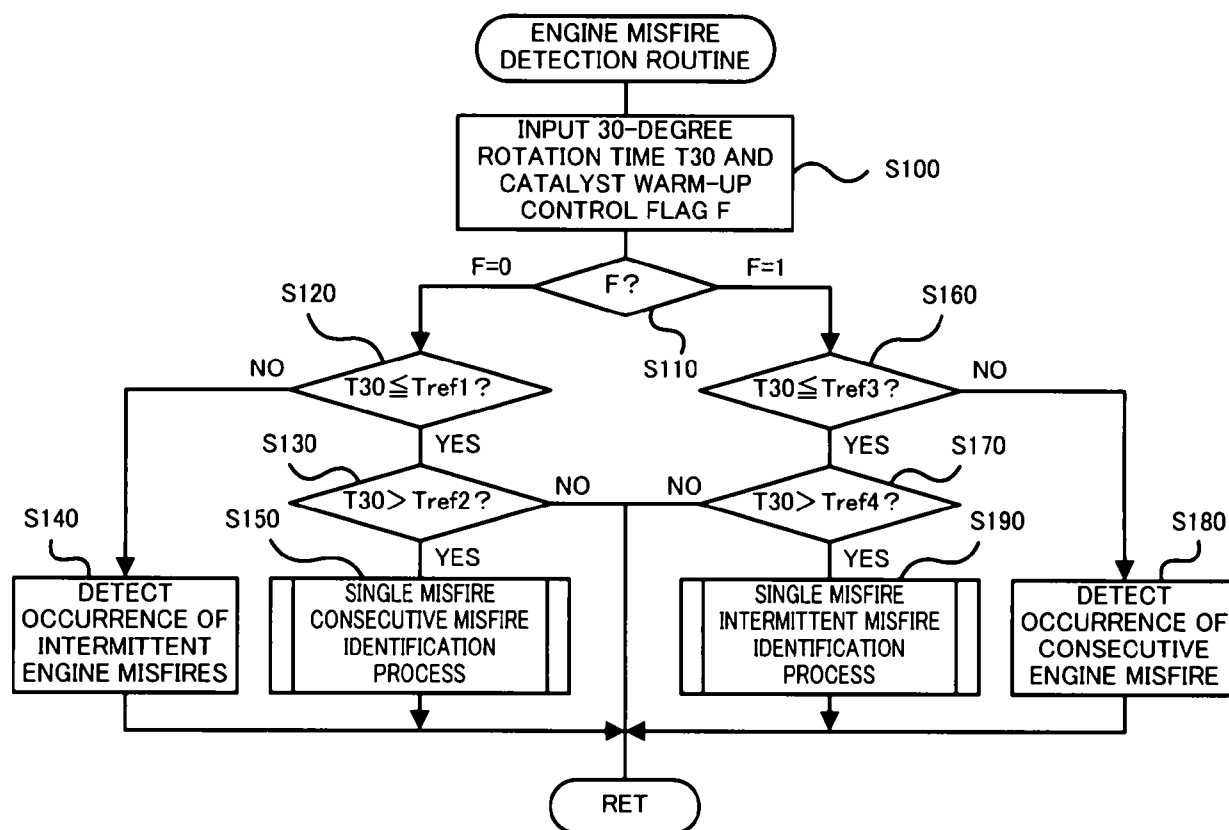 ENGINE MISFIRE
DETECTION ROUTINE
INPUT 30-DEGREE
ROTATION TIME T30 AND
CATALYST WARM-UP
CONTROL FLAG F
S100
F=0
F?
F=1
S110
S120
T30≦Tref1?
NO
YES
S160
T30≦Tref3?
NO
YES
S130
T30> Tref2?
NO
YES
S170
T30> Tref4?
NO
YES
S140
DETECT
OCCURRENCE OF
INTERMITTENT
ENGINE MISFIRES
S150
SINGLE MISFIRE
CONSECUTIVE MISFIRE
IDENTIFICATION
PROCESS
S190
SINGLE MISFIRE
INTERMITTENT MISFIRE
IDENTIFICATION
PROCESS
S180
DETECT
OCCURRENCE OF
CONSECUTIVE
ENGINE MISFIRE
RET